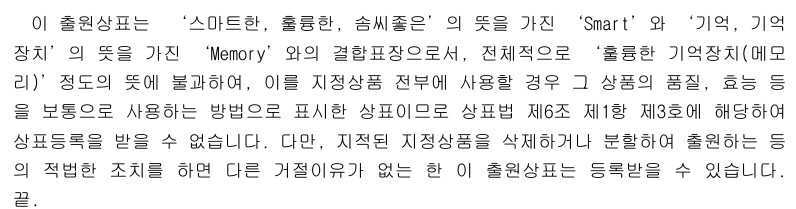 이 출원상표는 ‘스마트한, 훌륭한, 솜씨좋은’의 뜻을 가진 ‘Smart’와 ‘기억, 기억
장치’의 뜻을 가진 ‘Memory’와의 결합표장으로서, 전체적으로 ‘훌륭한 기억장치(메모
리)’정도의 뜻에 불과하여, 이를 지정상품 전부에 사용할 경우 그 상품의 품질, 효능 등
을 보통으로 사용하는 방법으로 표시한 상표이므로 상표법 제6조 제1항 제3호에 해당하여
상표등록을 받을 수 없습니다. 다만, 지적된 지정상품을 삭제하거나 분할하여 출원하는 등
의 적법한 조치를 하면 다른 거절이유가 없는 한 이 출원상표는 등록받을 수 있습니다.
끝.